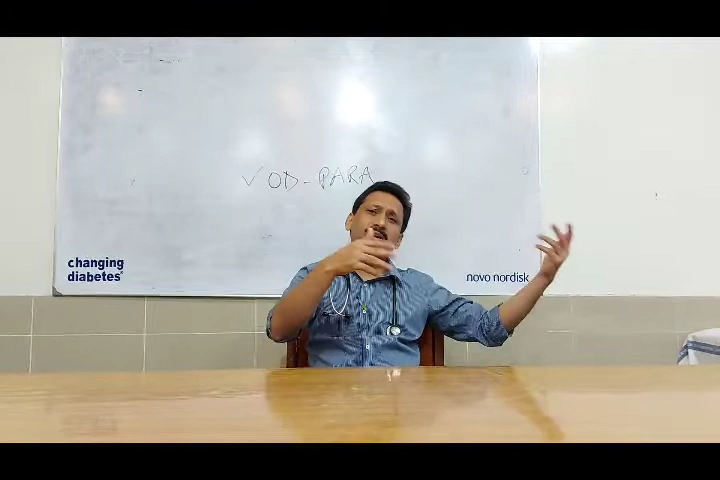 ✓ OD - PARA
changing
diabetes
novo nordisk